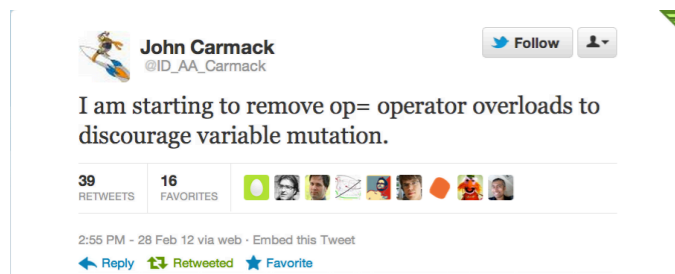 John Carmack
@ID_AA_Carmack
Follow
I am starting to remove op= operator overloads to
discourage variable mutation.
39
RETWEETS
16
FAVORITES
2:55 PM - 28 Feb 12 via web · Embed this Tweet
Reply Retweeted Favorite